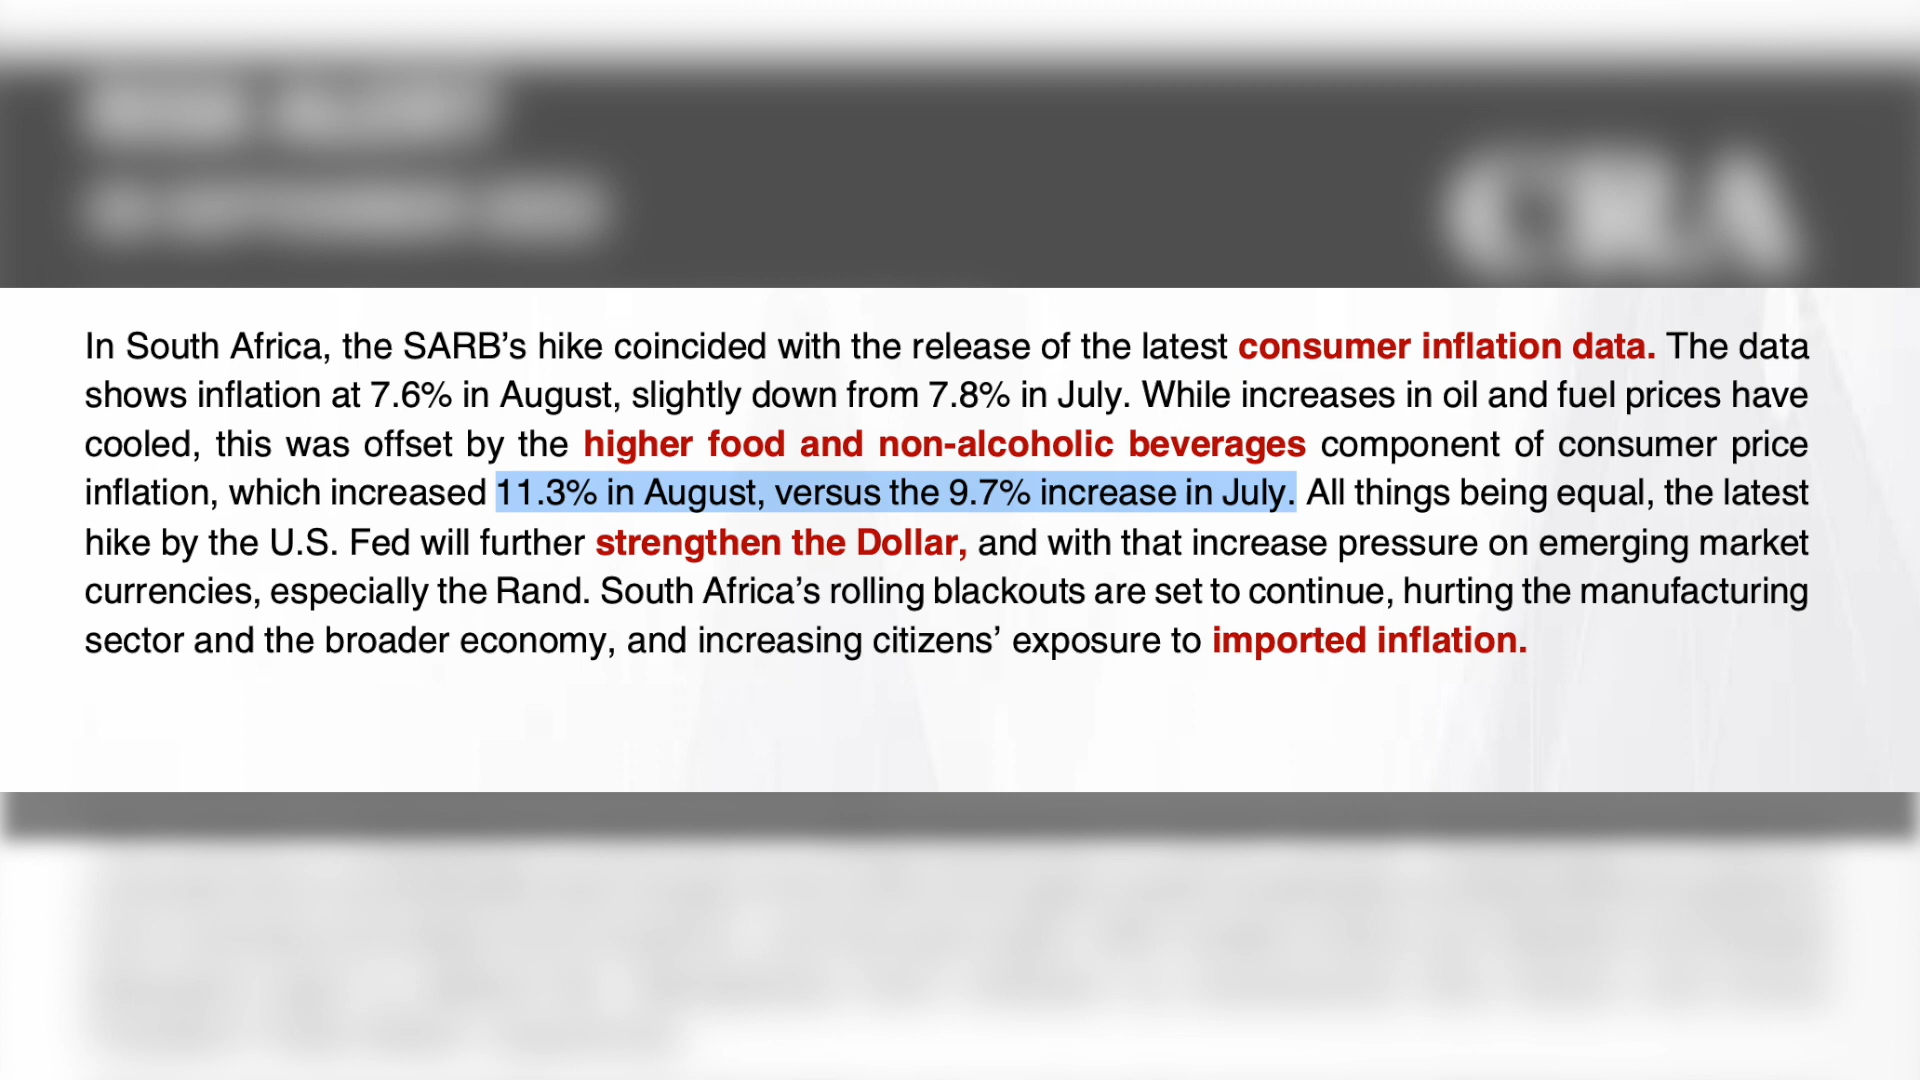 In South Africa, the SARB’s hike coincided with the release of the latest consumer inflation data. The data
shows inflation at 7.6% in August, slightly down from 7.8% in July. While increases in oil and fuel prices have
cooled, this was offset by the higher food and non-alcoholic beverages component of consumer price
inflation, which increased 11.3% in August, versus the 9.7% increase in July. All things being equal, the latest
hike by the U.S. Fed will further strengthen the Dollar, and with that increase pressure on emerging market
currencies, especially the Rand. South Africa’s rolling blackouts are set to continue, hurting the manufacturing
sector and the broader economy, and increasing citizens’ exposure to imported inflation.